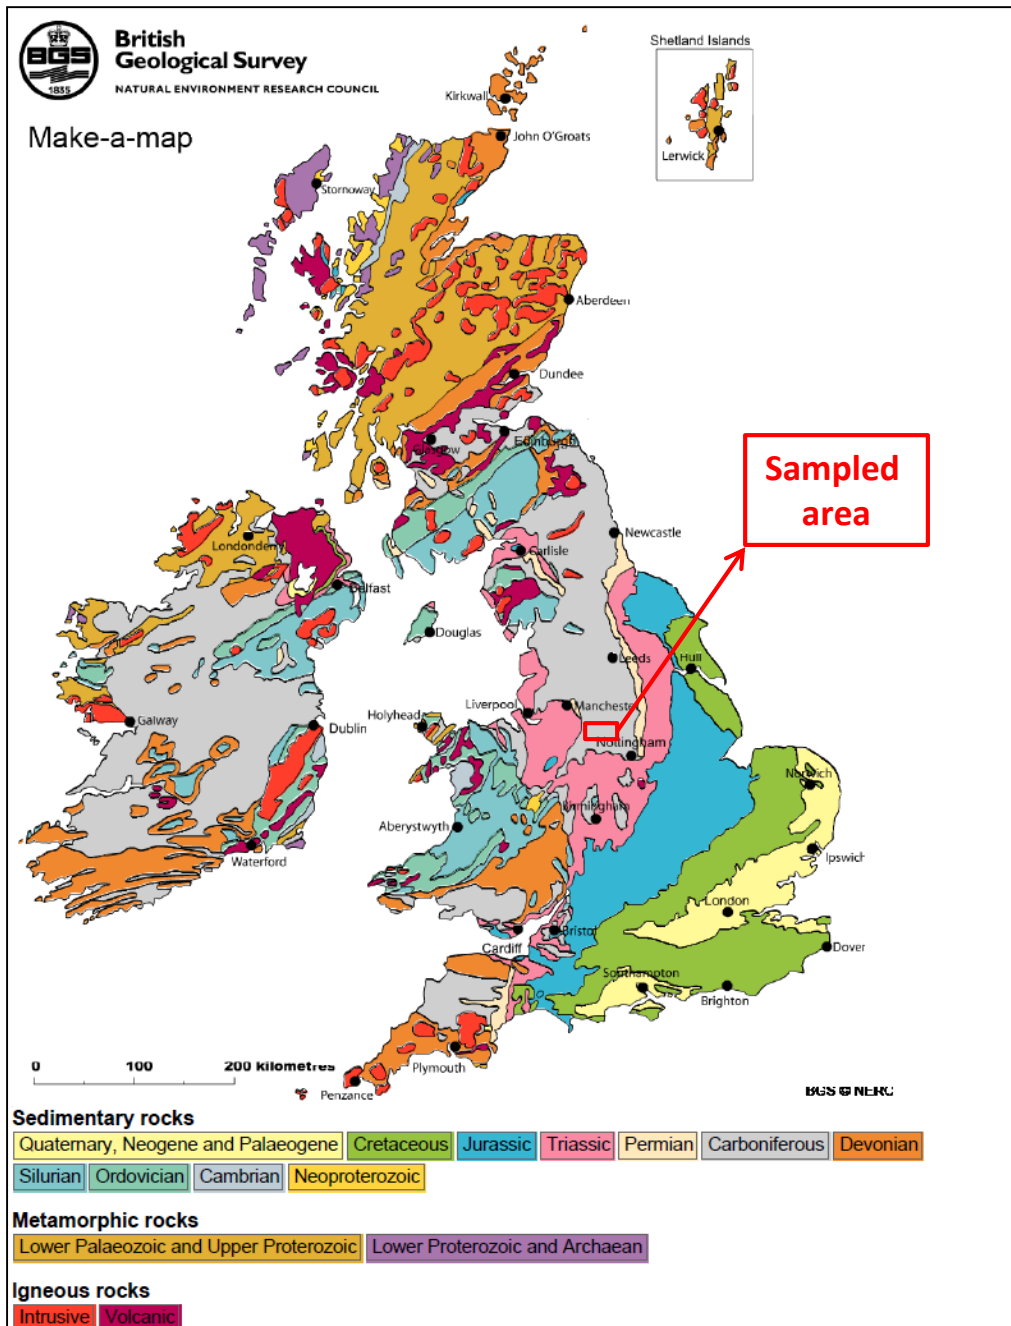 BGS
1835
British
Geological Survey
NATURAL ENVIRONMENT RESEARCH COUNCIL
Make-a-map
Shetland Islands
Lerwick
Kirkwall
John O'Groats
Stornoway
Aberdeen
Dundee
Edinburgh
Glasgow
Sampled
area
Newcastle
Carlisle
Londonderry
Belfast
Douglas
Leeds
Hull
Liverpool
Mancheste
Holyhead
Galway
Dublin
Nottingham
Norwich
Birmingham
Aberystwyth
Waterford
Ipswich
London
Cardiff
Bristol
Dover
Southampton
Brighton
Plymouth
Penzance
0 100 200 kilometres
BGS © NERC
Sedimentary rocks
Quaternary, Neogene and Palaeogene Cretaceous Jurassic Triassic Permian Carboniferous Devonian
Silurian Ordovician Cambrian Neoproterozoic
Metamorphic rocks
Lower Palaeozoic and Upper Proterozoic Lower Proterozoic and Archaean
Igneous rocks
Intrusive Volcanic